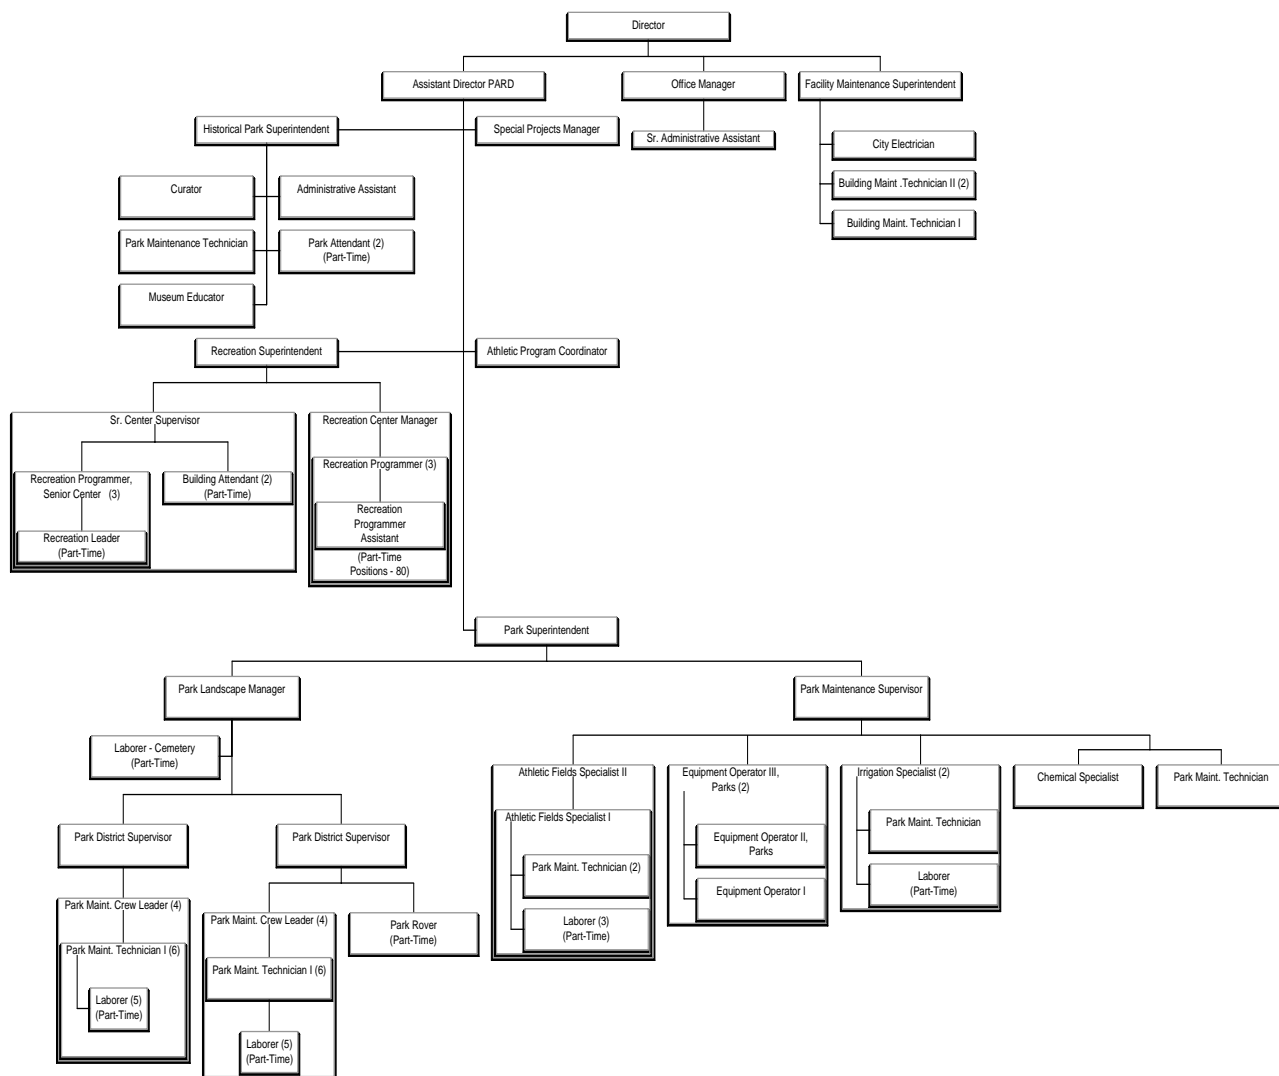 Director
Assistant Director PARD
Office Manager
Facility Maintenance Superintendent
Historical Park Superintendent
Special Projects Manager
Sr. Administrative Assistant
City Electrician
Curator
Administrative Assistant
Building Maint .Technician II (2)
Park Maintenance Technician
Park Attendant (2)
(Part-Time)
Building Maint. Technician I
Museum Educator
Recreation Superintendent
Athletic Program Coordinator
Sr. Center Supervisor
Recreation Center Manager
Recreation Programmer,
Senior Center (3)
Building Attendant (2)
(Part-Time)
Recreation Programmer (3)
Recreation Leader
(Part-Time)
Recreation
Programmer
Assistant
(Part-Time
Positions - 80)
Park Superintendent
Park Landscape Manager
Park Maintenance Supervisor
Laborer - Cemetery
(Part-Time)
Athletic Fields Specialist II
Equipment Operator III,
Parks (2)
Irrigation Specialist (2)
Chemical Specialist
Park Maint. Technician
Athletic Fields Specialist I
Park Maint. Technician (2)
Laborer (3)
(Part-Time)
Equipment Operator II,
Parks
Equipment Operator I
Park Maint. Technician
Laborer
(Part-Time)
Park District Supervisor
Park District Supervisor
Park Maint. Crew Leader (4)
Park Maint. Technician I (6)
Laborer (5)
(Part-Time)
Park Maint. Crew Leader (4)
Park Maint. Technician I (6)
Laborer (5)
(Part-Time)
Park Rover
(Part-Time)